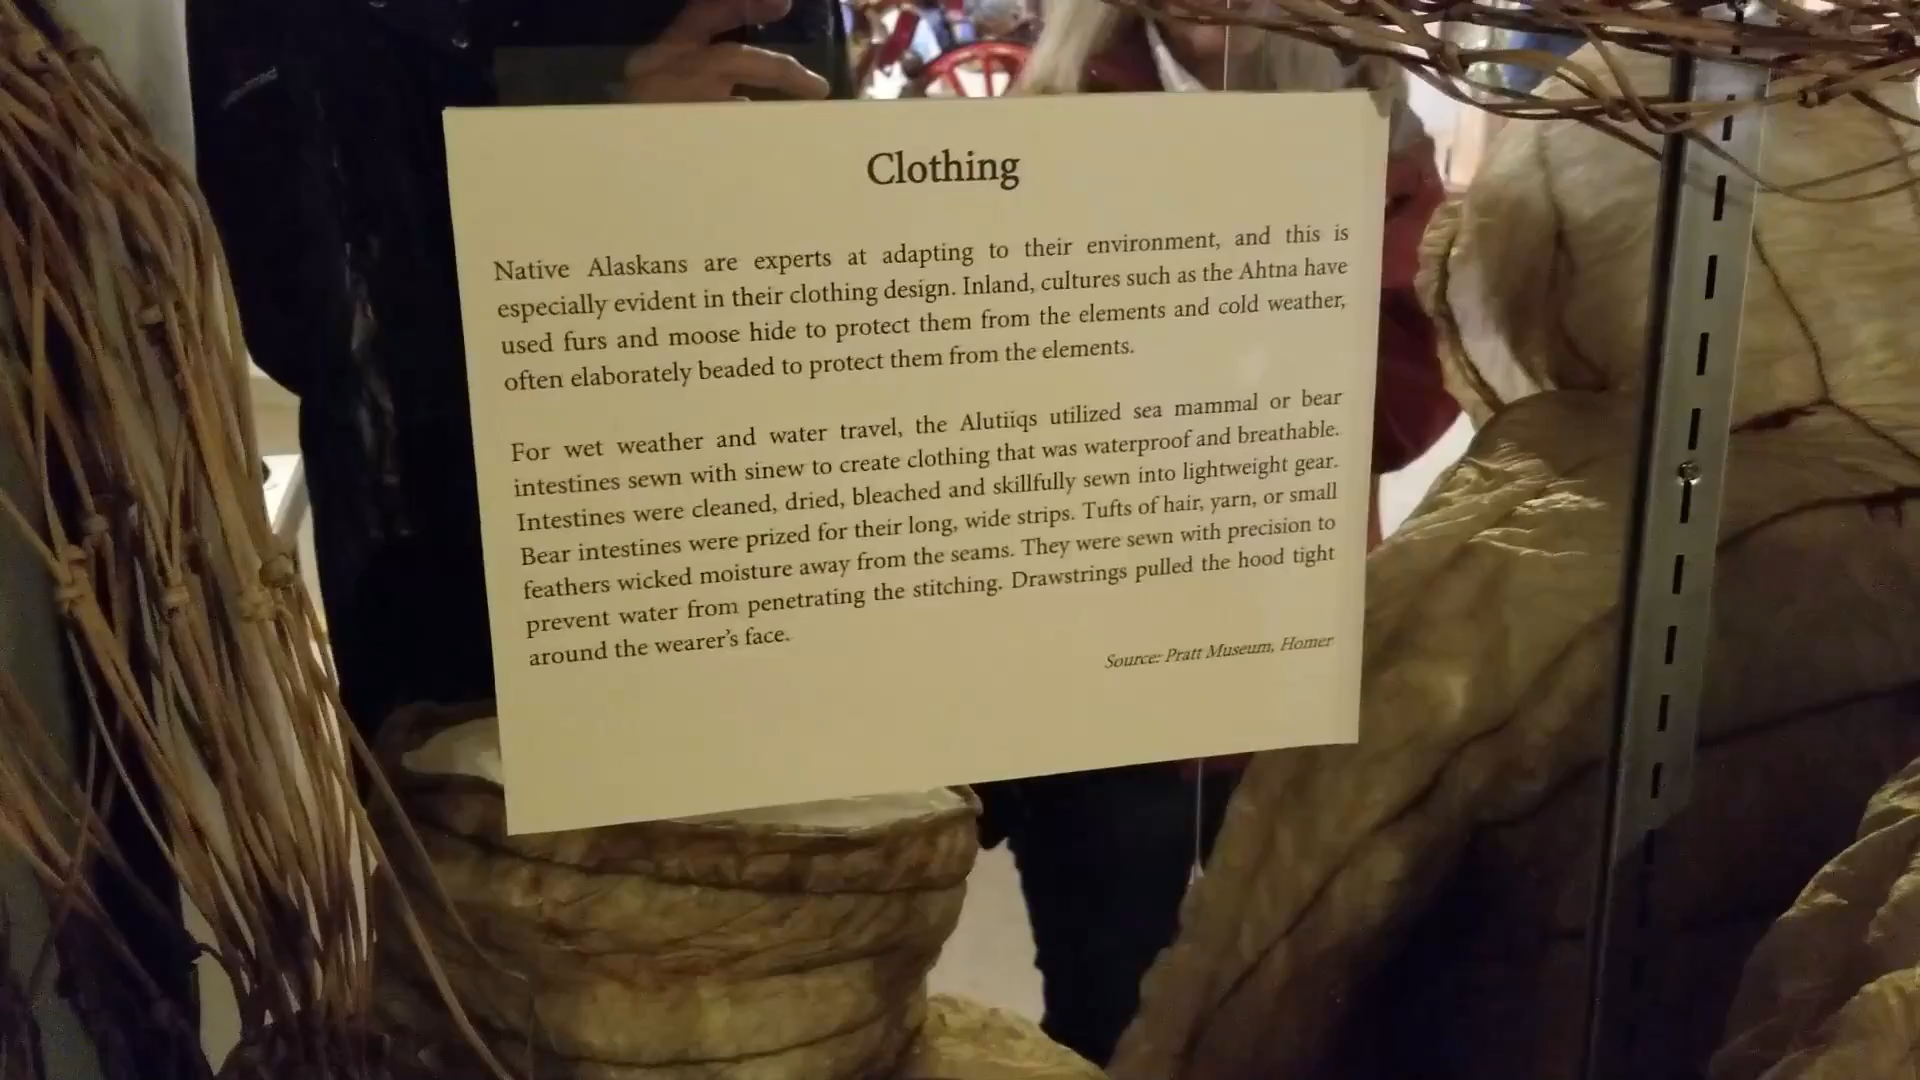 Clothing
Native Alaskans are experts at adapting to their environment, and this is
especially evident in their clothing design. Inland, cultures such as the Ahtna have
used furs and moose hide to protect them from the elements and cold weather,
often elaborately beaded to protect them from the elements.
For wet weather and water travel, the Alutiiqs utilized sea mammal or bear
intestines sewn with sinew to create clothing that was waterproof and breathable.
Intestines were cleaned, dried, bleached and skillfully sewn into lightweight gear.
Bear intestines were prized for their long, wide strips. Tufts of hair, yarn, or small
feathers wicked moisture away from the seams. They were sewn with precision to
prevent water from penetrating the stitching. Drawstrings pulled the hood tight
around the wearer's face.
Source: Pratt Museum, Homer